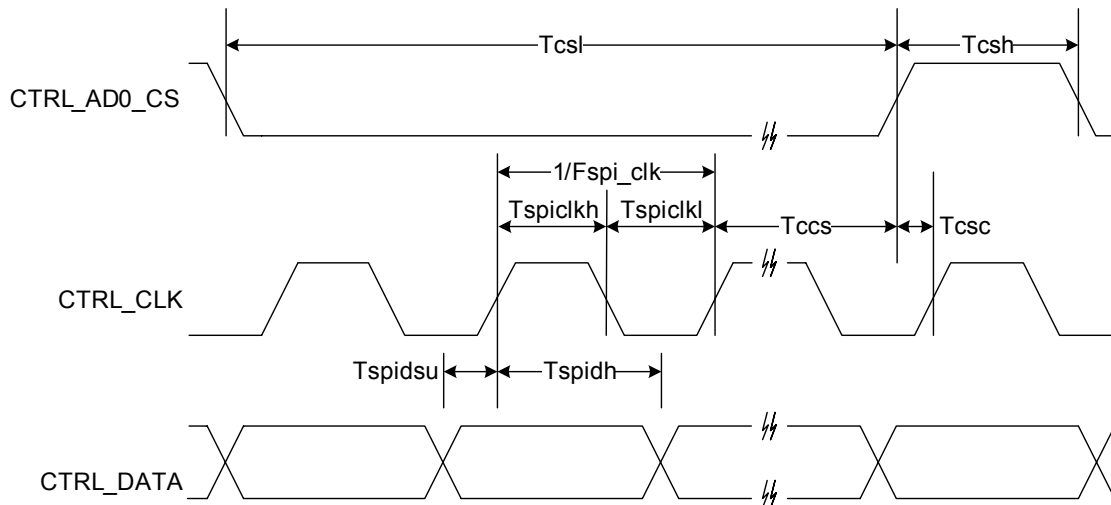 Tcsl
Tcsh
CTRL_AD0_CS
1/Fspi_clk
Tspiclkh
Tspiclkl
Tccs
Tcsc
CTRL_CLK
Tspidsu
Tspidh
CTRL_DATA